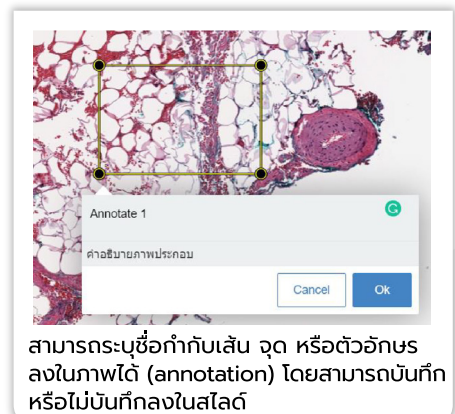 Annotate 1
คำอธิบายภาพประกอบ
Cancel
Ok
สามารถระบุชื่อกำกับเส้น จุด หรือตัวอักษร
ลงในภาพได้ (annotation) โดยสามารถบันทึก
หรือไม่บันทึกลงในสไลด์